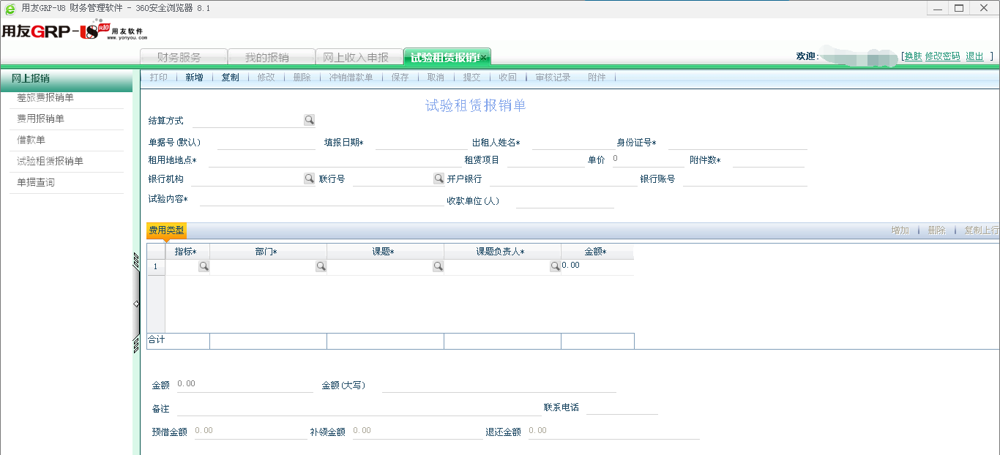 用友GRP-U8 财务管理软件 - 360安全浏览器 8.1
用友GRP-U8 R10 用友软件
www.yonyou.com
财务服务 我的报销 网上收入申报 试验租赁报销 欢迎: [换肤 修改密码 退出 ]
网上报销
差旅费报销单
费用报销单
借款单
试验租赁报销单
单据查询
打印 新增 复制 修改 删除 冲销借款单 保存 取消 提交 收回 审核记录 附件
试验租赁报销单
结算方式
单据号(默认) 填报日期* 出租人姓名* 身份证号*
租用地地点* 租赁项目 单价 0 附件数*
银行机构 联行号 开户银行 银行账号
试验内容* 收款单位(人)
费用类型 增加 删除 复制上行
指标* 部门* 课题* 课题负责人* 金额*
1 0.00
合计
金额 0.00 金额(大写)
备注 联系电话
预借金额 0.00 补领金额 0.00 退还金额 0.00